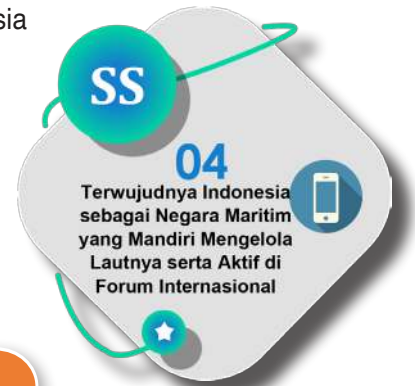 sia
SS
04
Terwujudnya Indonesia
sebagai Negara Maritim
yang Mandiri Mengelola
Lautnya serta Aktif di
Forum Internasional